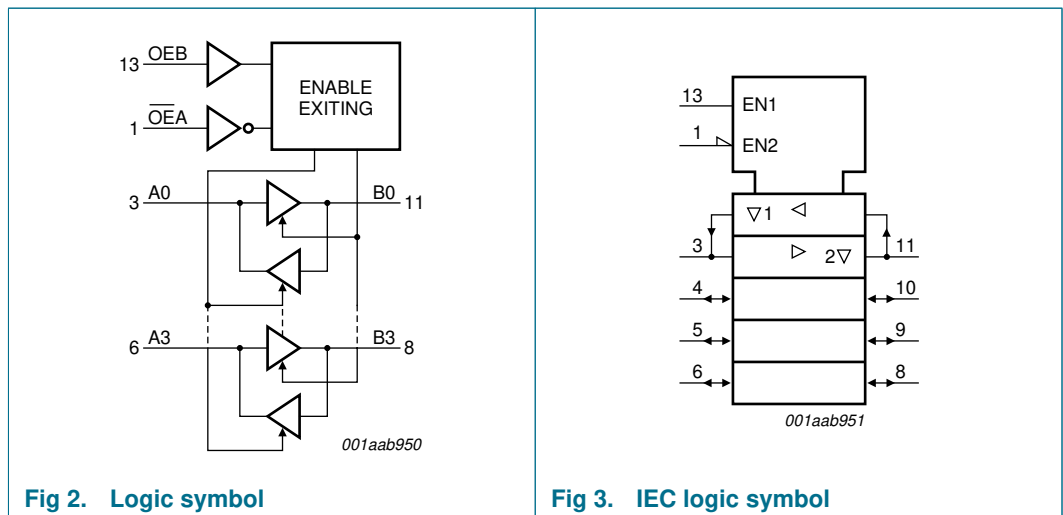 13 OEB
ENABLE
EXITING
1 OEA
3 A0
B0 11
6 A3
B3 8
001aab950
Fig 2. Logic symbol
13
EN1
1
EN2
▽1 ◁
3
11
▷ 2▽
4
10
5
9
6
8
001aab951
Fig 3. IEC logic symbol